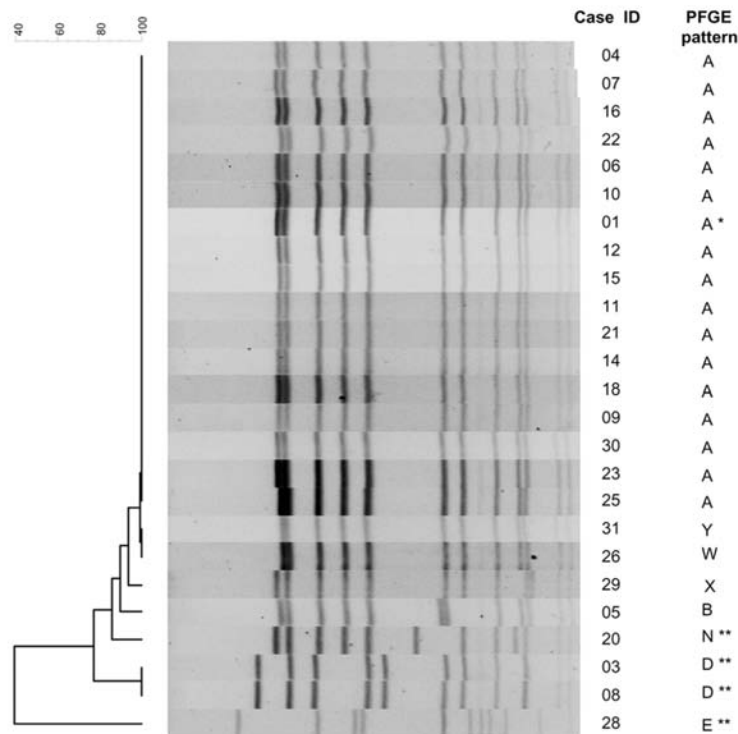 40 60 80 100
Case ID PFGE pattern
04 A
07 A
16 A
22 A
06 A
10 A
01 A *
12 A
15 A
11 A
21 A
14 A
18 A
09 A
30 A
23 A
25 A
31 Y
26 W
29 X
05 B
20 N **
03 D **
08 D **
28 E **